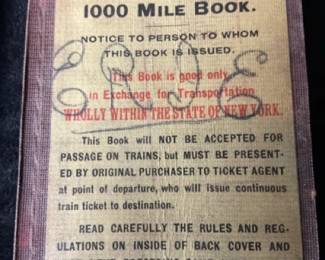 1000 MILE BOOK.
NOTICE TO PERSON TO WHOM
THIS BOOK IS ISSUED.
This Book is good only
in Exchange for Transportation
WHOLLY WITHIN THE STATE OF NEW YORK.
This Book will NOT BE ACCEPTED FOR
PASSAGE ON TRAINS, but MUST BE PRESENT-
ED BY ORIGINAL PURCHASER TO TICKET AGENT
at point of departure, who will issue continuous
train ticket to destination.
READ CAREFULLY THE RULES AND REG-
ULATIONS ON INSIDE OF BACK COVER AND